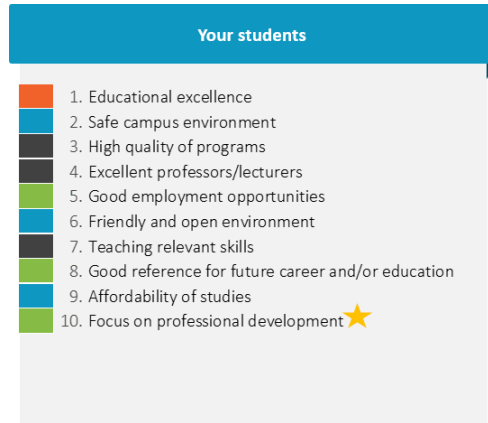 Your students
1. Educational excellence
2. Safe campus environment
3. High quality of programs
4. Excellent professors/lecturers
5. Good employment opportunities
6. Friendly and open environment
7. Teaching relevant skills
8. Good reference for future career and/or education
9. Affordability of studies
10. Focus on professional development